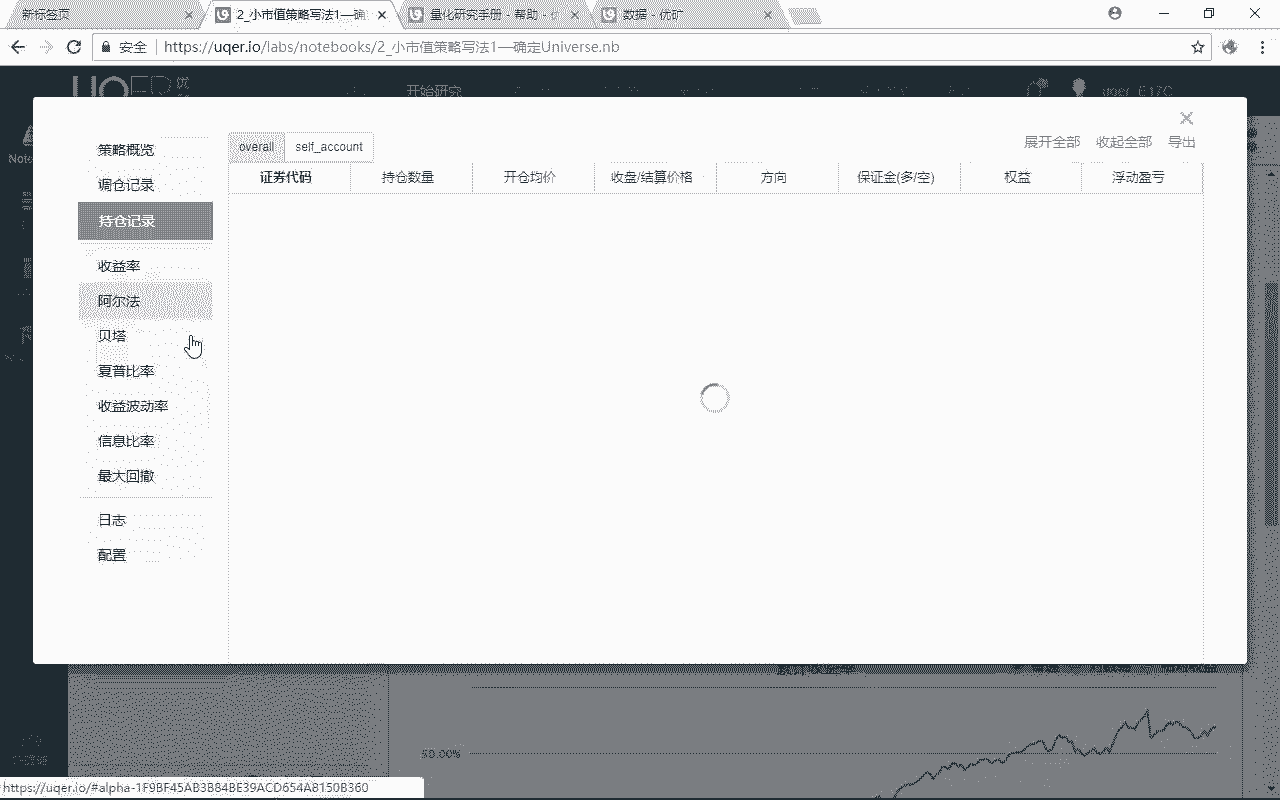 新标签页
2_小市值策略写法1—确
量化研究手册 - 帮助 -
数据 - 优矿
安全
https://uqer.io/labs/notebooks/2_小市值策略写法1—确定Universe.nb
开始研究
策略概览
调仓记录
持仓记录
收益率
阿尔法
贝塔
夏普比率
收益波动率
信息比率
最大回撤
日志
配置
overall
self_account
展开全部
收起全部
导出
证券代码 持仓数量 开仓均价 收盘/结算价格 方向 保证金(多/空) 权益 浮动盈亏
50.00%